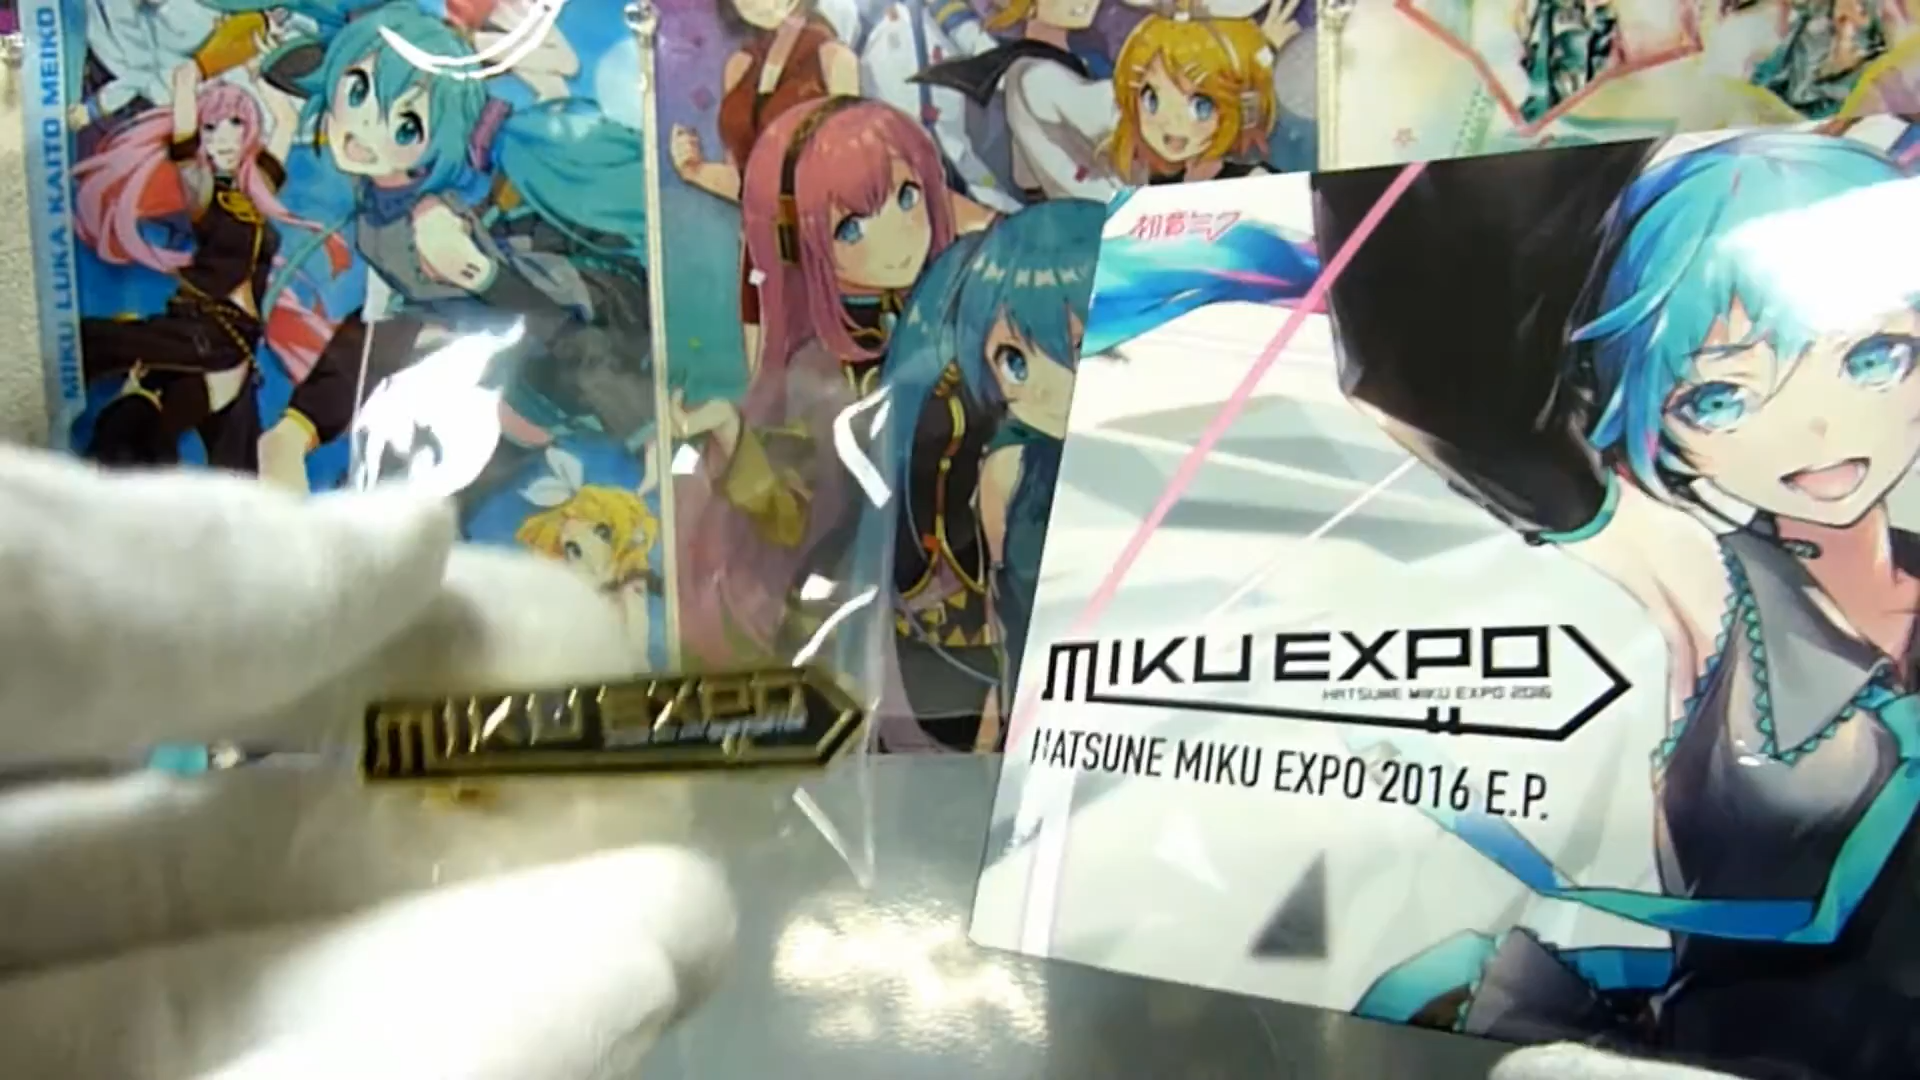 MIKU LUKA KAITO MEIKO
初音ミク
MIKU EXPO
HATSUNE MIKU EXPO 2016
HATSUNE MIKU EXPO 2016 E.P.
MIKU EXPO